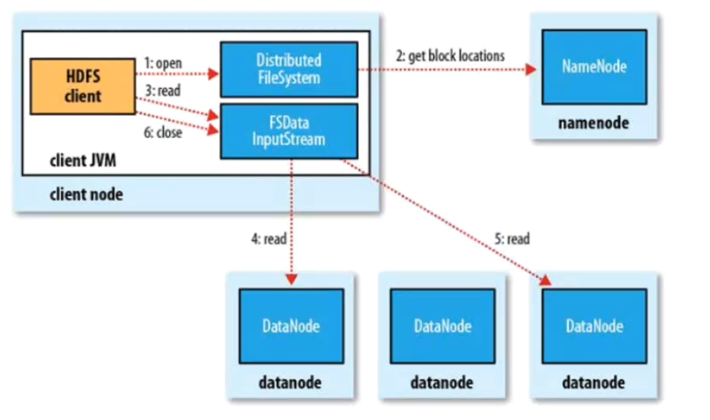 HDFS
client
1: open
3: read
6: close
Distributed
FileSystem
FSData
InputStream
client JVM
client node
2: get block locations
NameNode
namenode
4: read
5: read
DataNode
datanode
DataNode
datanode
DataNode
datanode